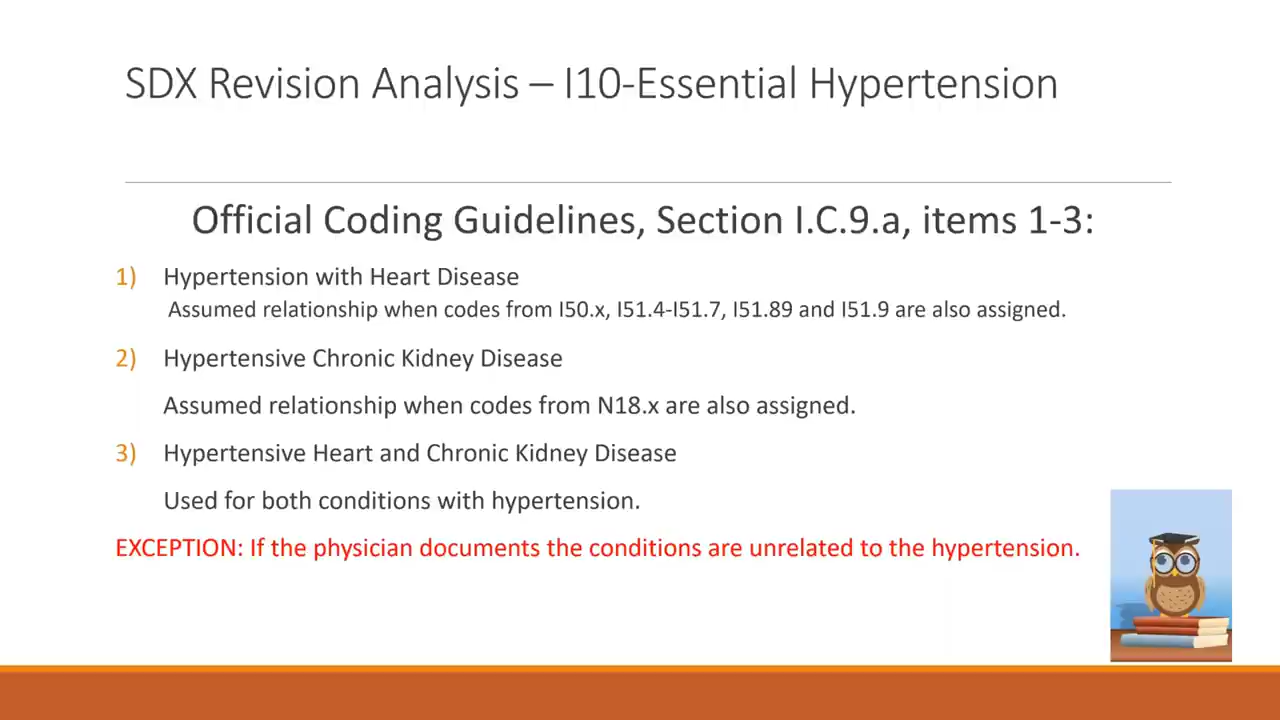 SDX Revision Analysis – I10-Essential Hypertension
Official Coding Guidelines, Section I.C.9.a, items 1-3:
1) Hypertension with Heart Disease
Assumed relationship when codes from I50.x, I51.4-I51.7, I51.89 and I51.9 are also assigned.
2) Hypertensive Chronic Kidney Disease
Assumed relationship when codes from N18.x are also assigned.
3) Hypertensive Heart and Chronic Kidney Disease
Used for both conditions with hypertension.
EXCEPTION: If the physician documents the conditions are unrelated to the hypertension.